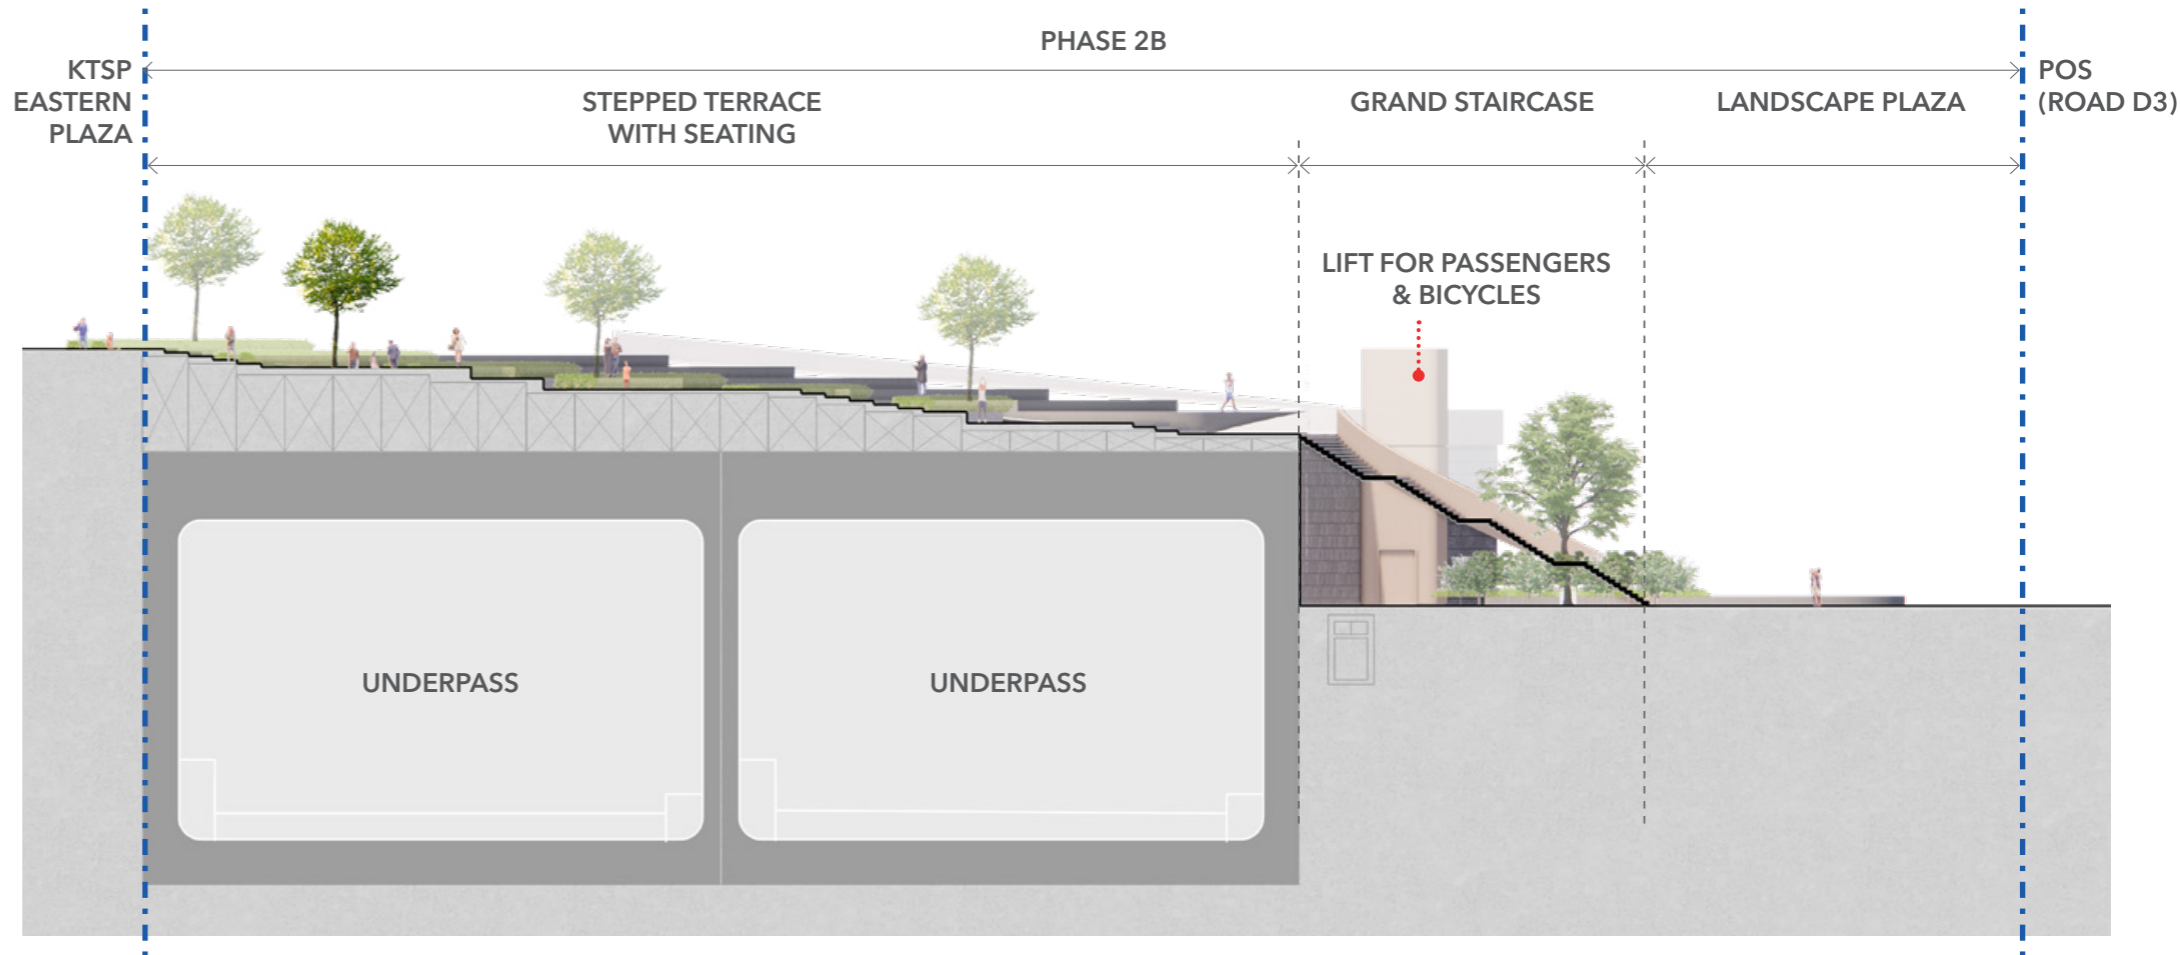 PHASE 2B
KTSP
EASTERN
PLAZA
STEPPED TERRACE
WITH SEATING
GRAND STAIRCASE
LANDSCAPE PLAZA
POS
(ROAD D3)
LIFT FOR PASSENGERS
& BICYCLES
UNDERPASS
UNDERPASS